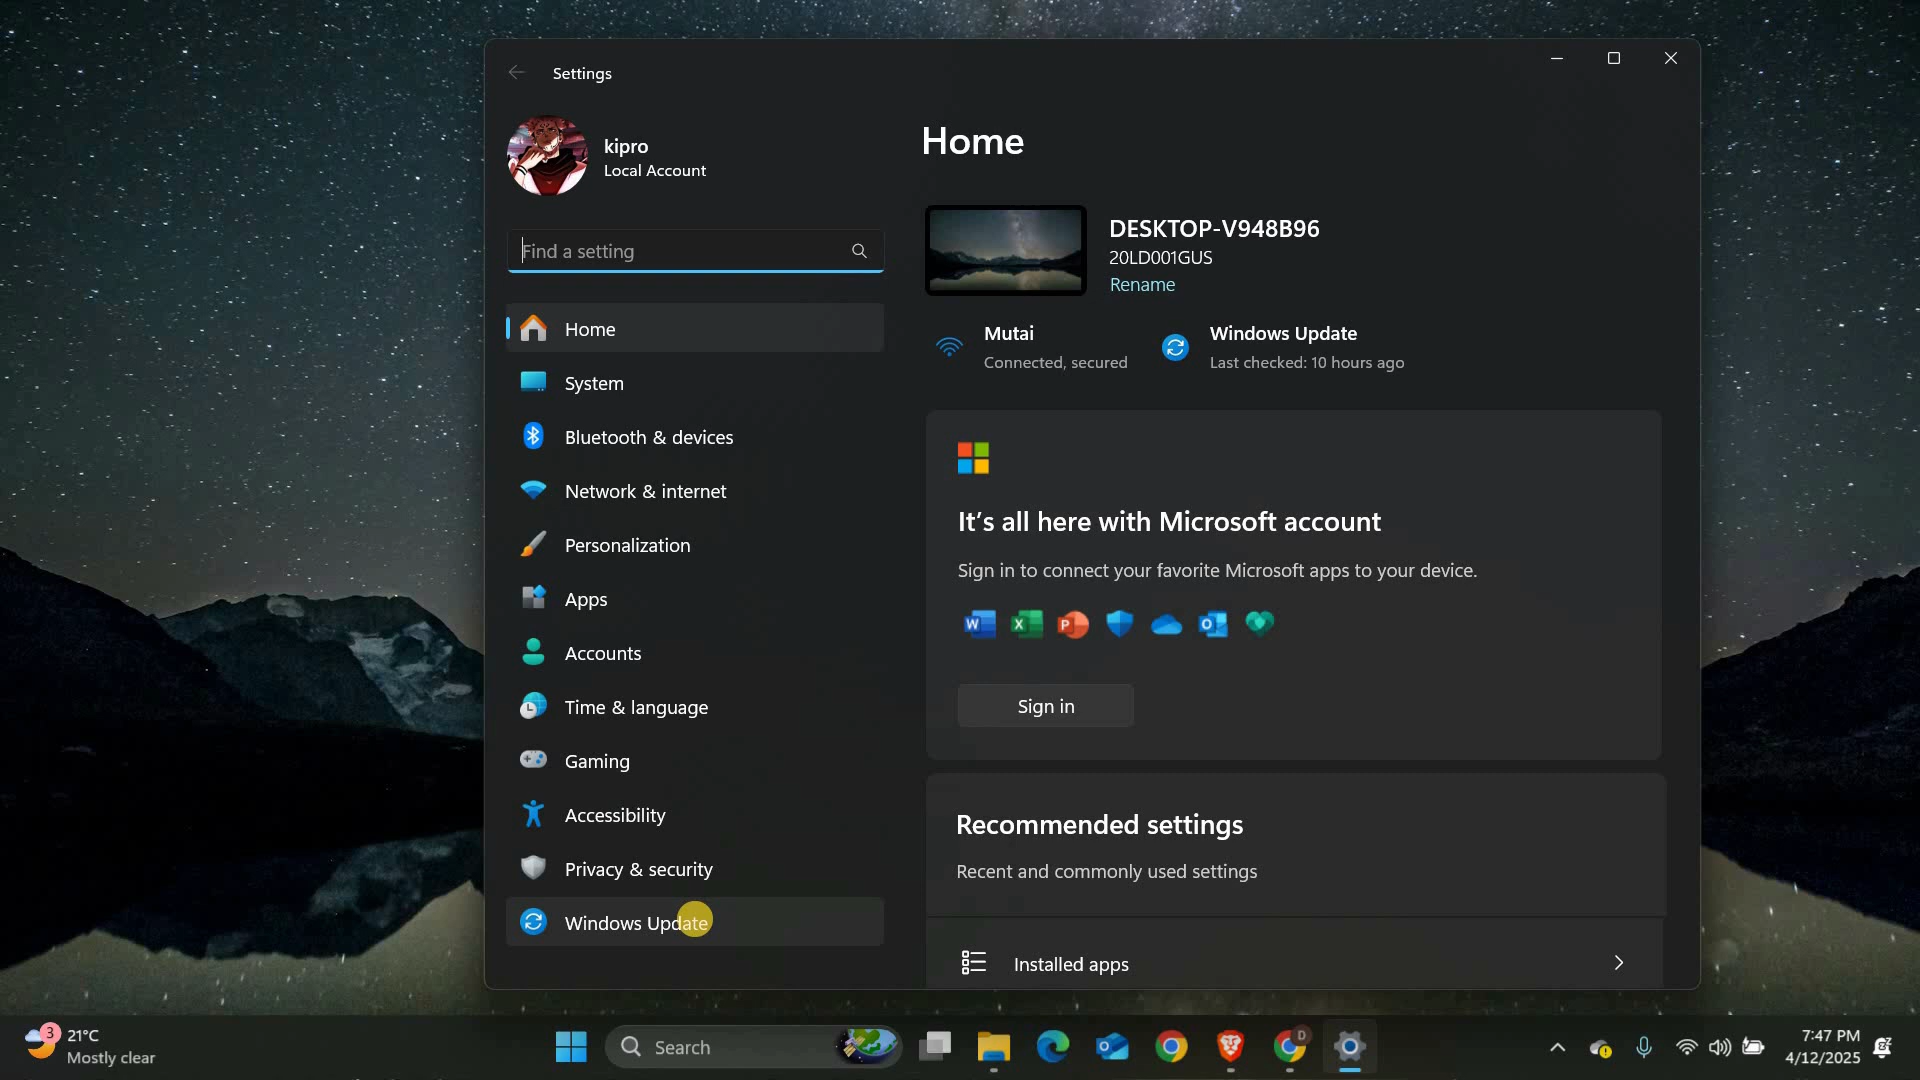 Settings
kipro
Local Account
Find a setting
Home
System
Bluetooth & devices
Network & internet
Personalization
Apps
Accounts
Time & language
Gaming
Accessibility
Privacy & security
Windows Update
Home
DESKTOP-V948B96
20LD001GUS
Rename
Mutai
Connected, secured
Windows Update
Last checked: 10 hours ago
It's all here with Microsoft account
Sign in to connect your favorite Microsoft apps to your device.
Sign in
Recommended settings
Recent and commonly used settings
Installed apps
3
21°C
Mostly clear
Search
D
7:47 PM
4/12/2025